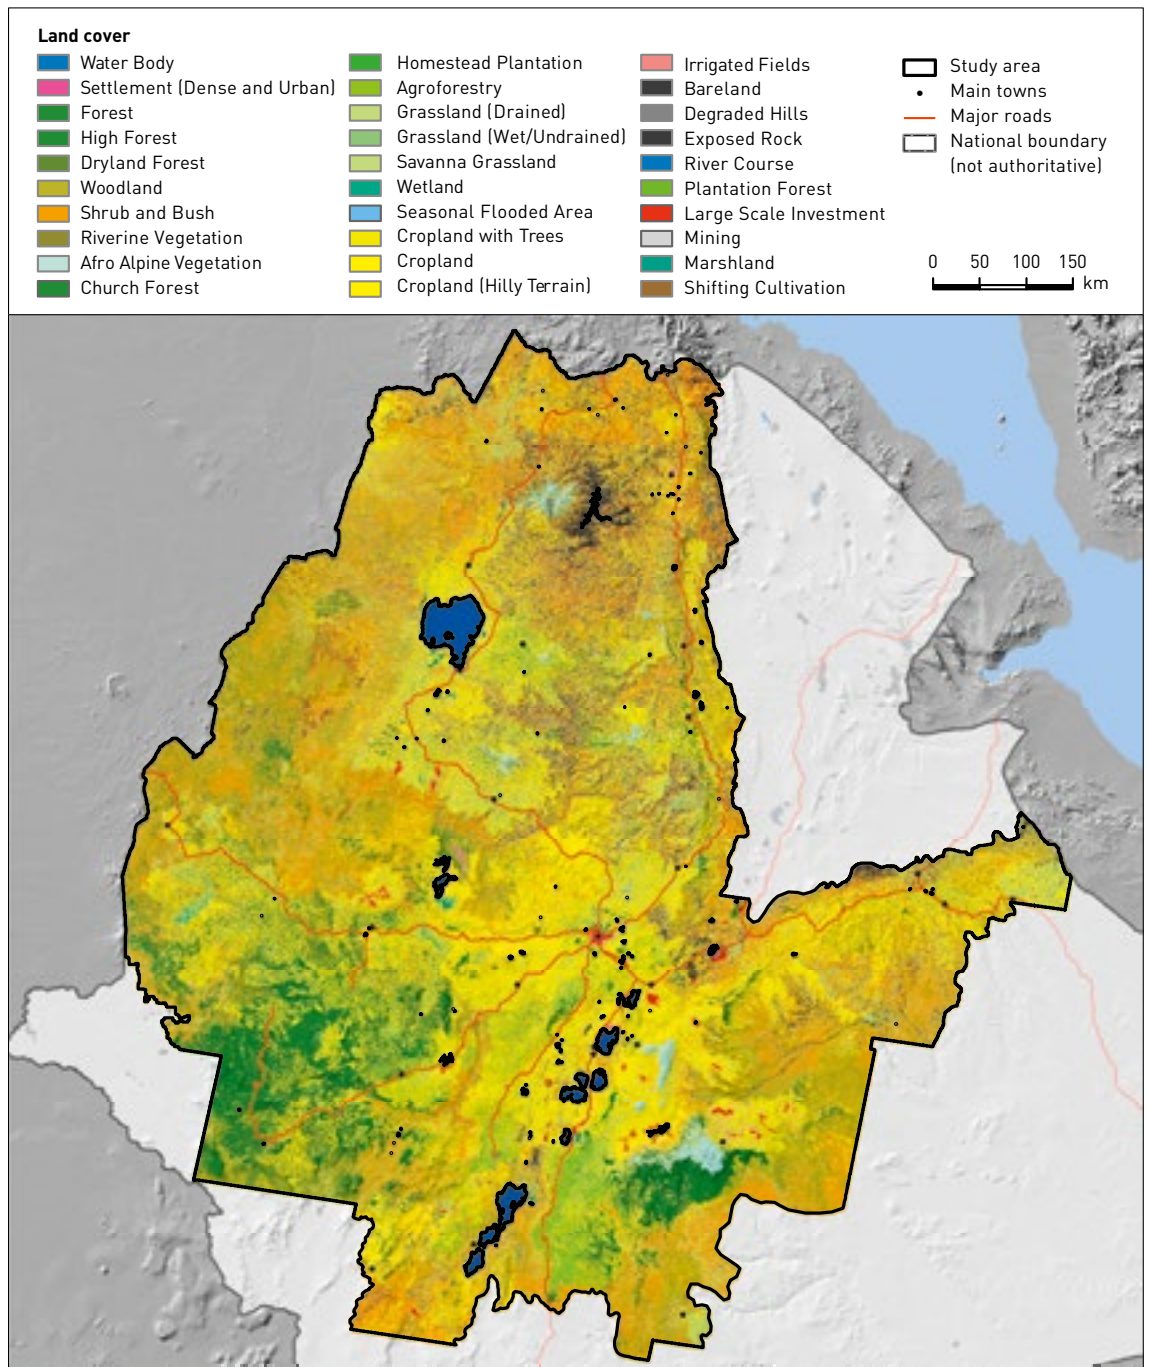 Land cover
Water Body
Settlement (Dense and Urban)
Forest
High Forest
Dryland Forest
Woodland
Shrub and Bush
Riverine Vegetation
Afro Alpine Vegetation
Church Forest
Homestead Plantation
Agroforestry
Grassland (Drained)
Grassland (Wet/Undrained)
Savanna Grassland
Wetland
Seasonal Flooded Area
Cropland with Trees
Cropland
Cropland (Hilly Terrain)
Irrigated Fields
Bareland
Degraded Hills
Exposed Rock
River Course
Plantation Forest
Large Scale Investment
Mining
Marshland
Shifting Cultivation
Study area
Main towns
Major roads
National boundary
(not authoritative)
0 50 100 150
km